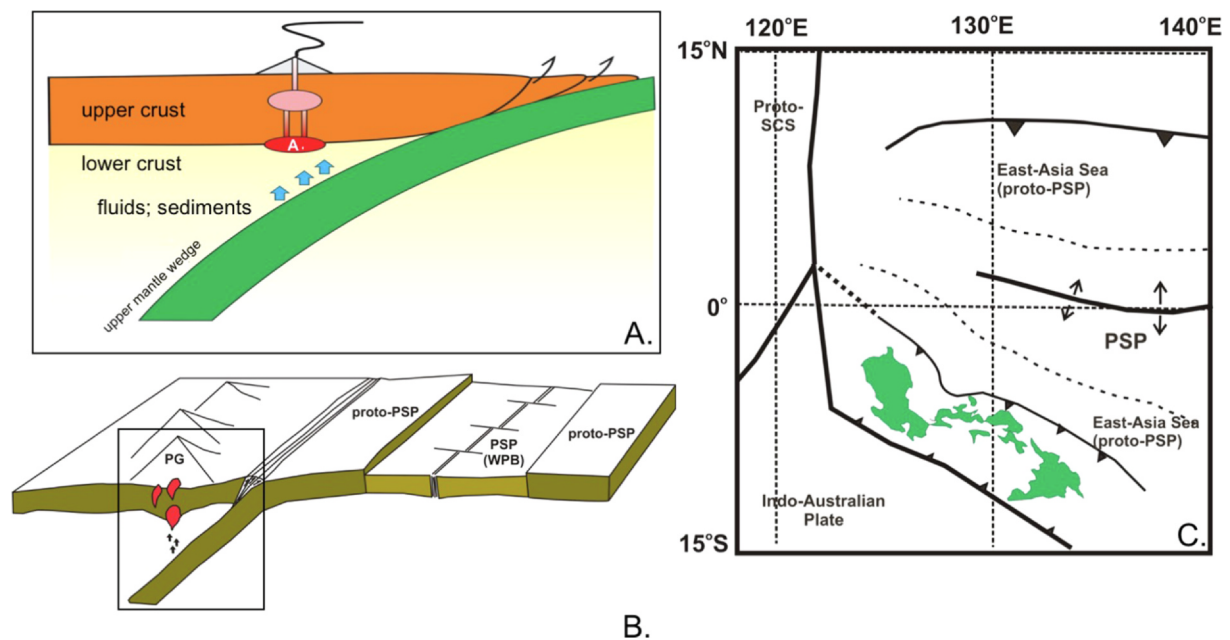 upper crust
A.
lower crust
fluids; sediments
upper mantle wedge
A.
PG
proto-PSP
PSP
(WPB)
proto-PSP
B.
120°E
130°E
140°E
15°N
Proto-
SCS
East-Asia Sea
(proto-PSP)
0°
PSP
East-Asia Sea
(proto-PSP)
Indo-Australian
Plate
15°S
C.